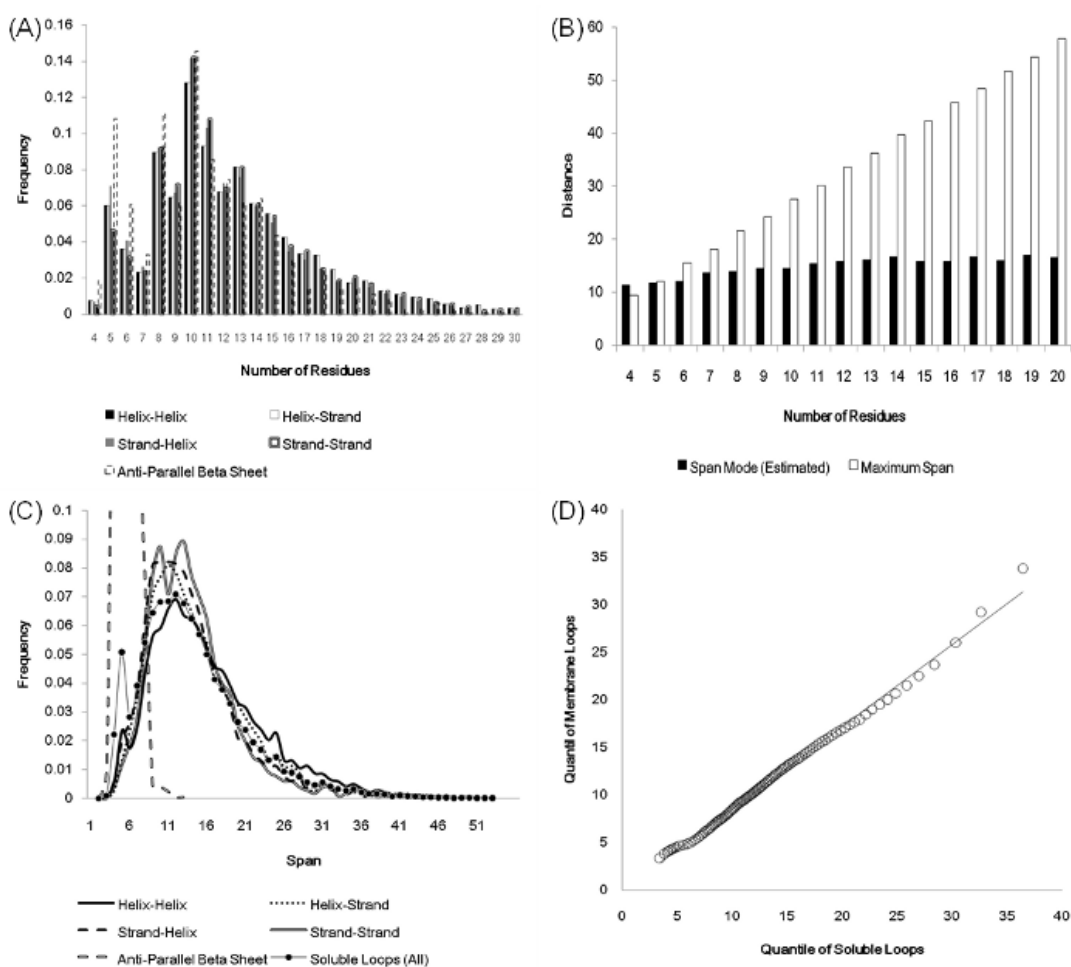 (A)
0.16
0.14
0.12
0.1
0.08
0.06
0.04
0.02
0
Frequency
4 5 6 7 8 9 10 11 12 13 14 15 16 17 18 19 20 21 22 23 24 25 26 27 28 29 30
Number of Residues
Helix-Helix Helix-Strand
Strand-Helix Strand-Strand
Anti-Parallel Beta Sheet
(B)
60
50
40
30
20
10
0
Distance
4 5 6 7 8 9 10 11 12 13 14 15 16 17 18 19 20
Number of Residues
Span Mode (Estimated) Maximum Span
(C)
0.1
0.09
0.08
0.07
0.06
0.05
0.04
0.03
0.02
0.01
0
Frequency
1 6 11 16 21 26 31 36 41 46 51
Span
Helix-Helix Helix-Strand
Strand-Helix Strand-Strand
Anti-Parallel Beta Sheet Soluble Loops (All)
(D)
40
35
30
25
20
15
10
5
0
Quantil of Membrane Loops
0 5 10 15 20 25 30 35 40
Quantile of Soluble Loops